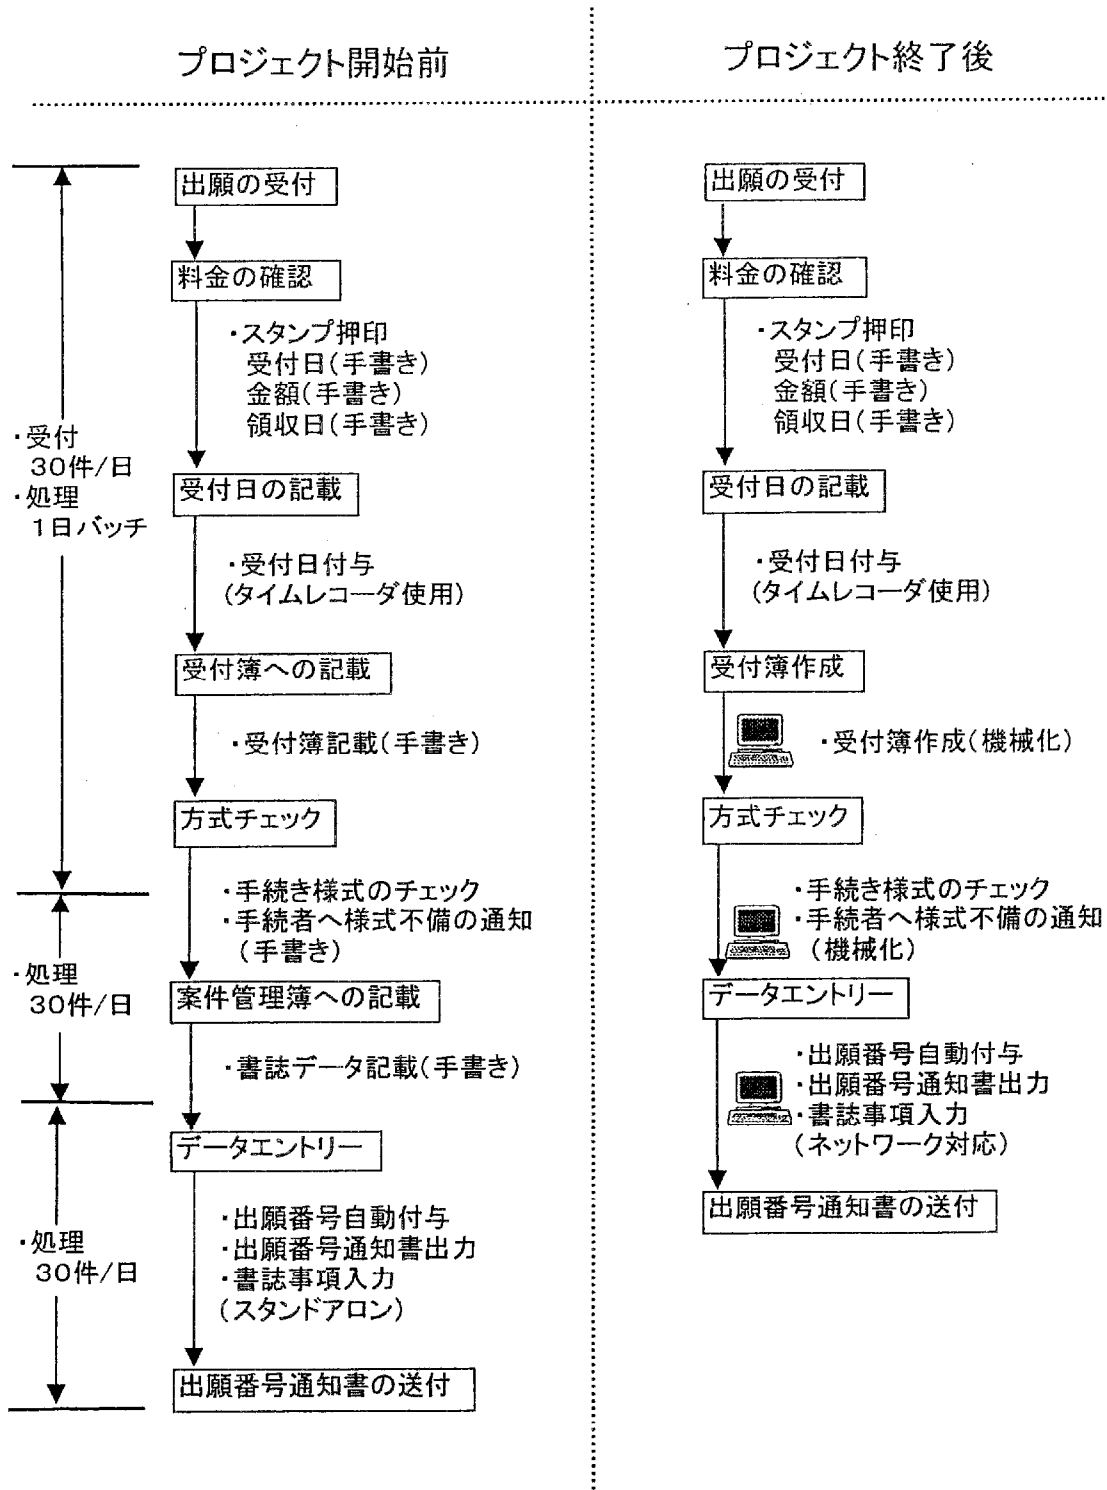 プロジェクト開始前
出願の受付
料金の確認
・スタンプ押印
受付日(手書き)
金額(手書き)
領収日(手書き)
・受付
30件/日
・処理
1日バッチ
受付日の記載
・受付日付与
(タイムレコーダ使用)
受付簿への記載
・受付簿記載(手書き)
方式チェック
・手続き様式のチェック
・手続者へ様式不備の通知
(手書き)
・処理
30件/日
案件管理簿への記載
・書誌データ記載(手書き)
データエントリー
・出願番号自動付与
・出願番号通知書出力
・書誌事項入力
(スタンドアロン)
・処理
30件/日
出願番号通知書の送付
プロジェクト終了後
出願の受付
料金の確認
・スタンプ押印
受付日(手書き)
金額(手書き)
領収日(手書き)
受付日の記載
・受付日付与
(タイムレコーダ使用)
受付簿作成
・受付簿作成(機械化)
方式チェック
・手続き様式のチェック
・手続者へ様式不備の通知
(機械化)
データエントリー
・出願番号自動付与
・出願番号通知書出力
・書誌事項入力
(ネットワーク対応)
出願番号通知書の送付